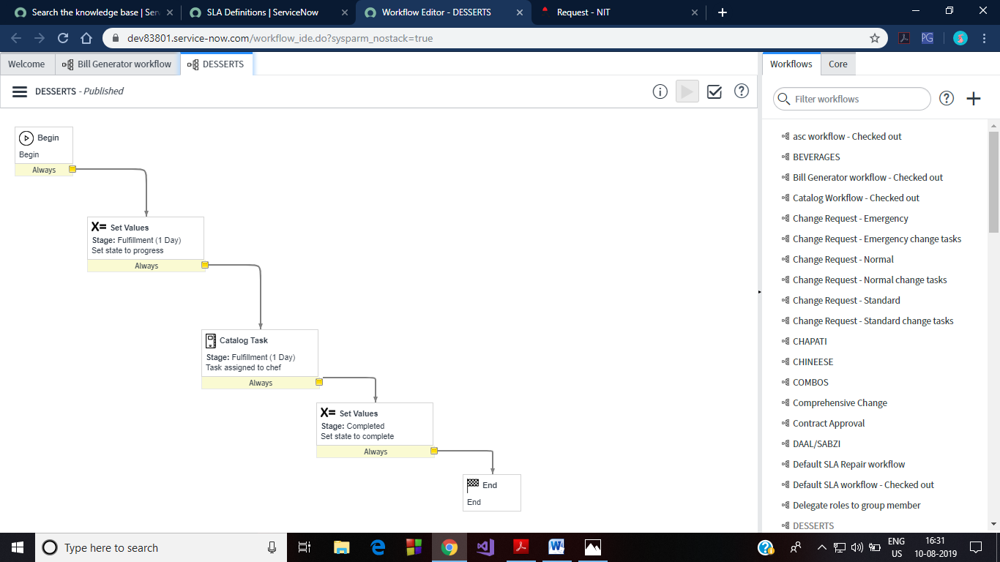 Search the knowledge base | Ser
SLA Definitions | ServiceNow
Workflow Editor - DESSERTS
Request - NIT
dev83801.service-now.com/workflow_ide.do?sysparm_nostack=true
PG
Welcome
Bill Generator workflow
DESSERTS
Workflows
Core
DESSERTS - Published
Filter workflows
Begin
Begin
Always
X= Set Values
Stage: Fulfillment (1 Day)
Set state to progress
Always
Catalog Task
Stage: Fulfillment (1 Day)
Task assigned to chef
Always
X= Set Values
Stage: Completed
Set state to complete
Always
End
End
asc workflow - Checked out
BEVERAGES
Bill Generator workflow - Checked out
Catalog Workflow - Checked out
Change Request - Emergency
Change Request - Emergency change tasks
Change Request - Normal
Change Request - Normal change tasks
Change Request - Standard
Change Request - Standard change tasks
CHAPATI
CHINEESE
COMBOS
Comprehensive Change
Contract Approval
DAAL/SABZI
Default SLA Repair workflow
Default SLA workflow - Checked out
Delegate roles to group member
DESSERTS
Type here to search
ENG
US
16:31
10-08-2019